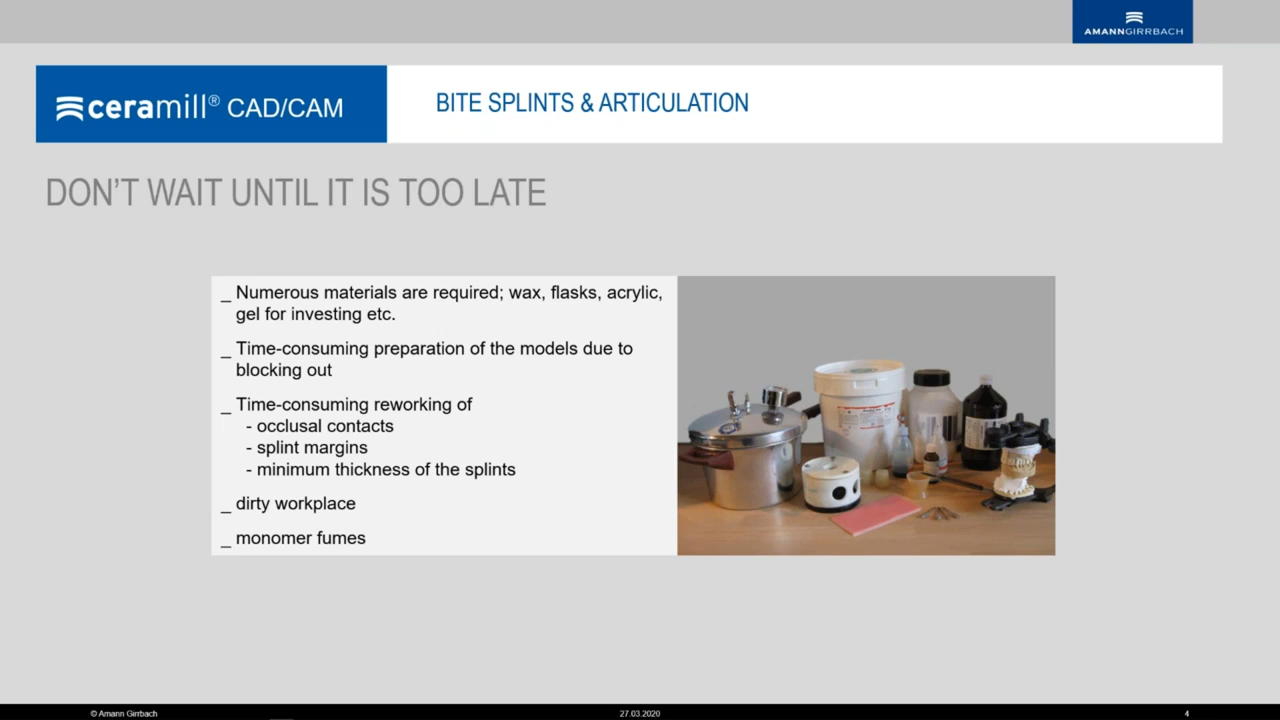 AMANNGIRRBACH
ceramill® CAD/CAM
BITE SPLINTS & ARTICULATION
DON'T WAIT UNTIL IT IS TOO LATE
_ Numerous materials are required; wax, flasks, acrylic,
gel for investing etc.
_ Time-consuming preparation of the models due to
blocking out
_ Time-consuming reworking of
- occlusal contacts
- splint margins
- minimum thickness of the splints
_ dirty workplace
_ monomer fumes
© Amann Girrbach
27.03.2020
4